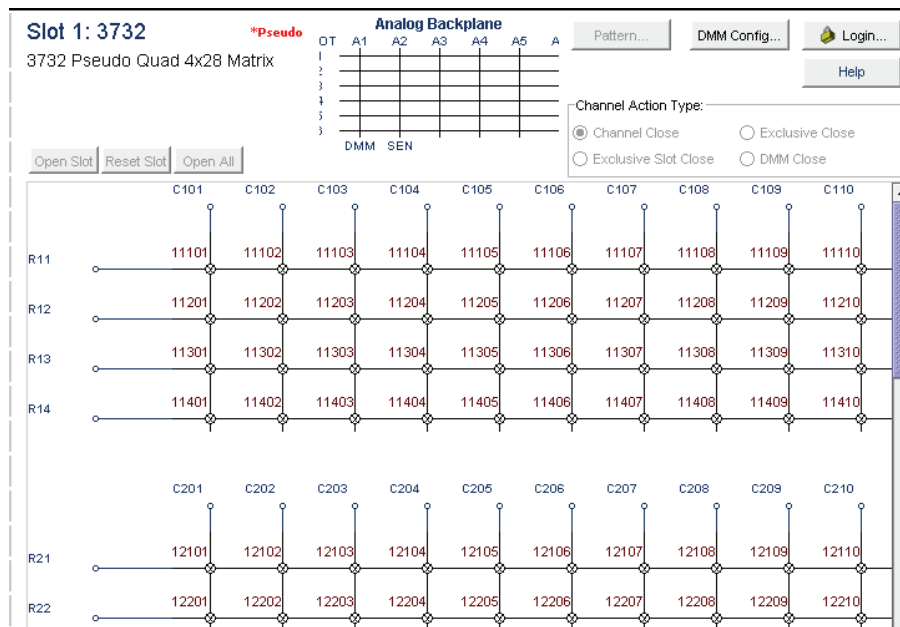 Slot 1: 3732
*Pseudo
3732 Pseudo Quad 4x28 Matrix
Analog Backplane
OT A1 A2 A3 A4 A5 A
DMM SEN
Pattern...
DMM Config...
Login...
Help
Channel Action Type:
Channel Close
Exclusive Close
Exclusive Slot Close
DMM Close
Open Slot
Reset Slot
Open All
C101 C102 C103 C104 C105 C106 C107 C108 C109 C110
R11 11101 11102 11103 11104 11105 11106 11107 11108 11109 11110
R12 11201 11202 11203 11204 11205 11206 11207 11208 11209 11210
R13 11301 11302 11303 11304 11305 11306 11307 11308 11309 11310
R14 11401 11402 11403 11404 11405 11406 11407 11408 11409 11410
C201 C202 C203 C204 C205 C206 C207 C208 C209 C210
R21 12101 12102 12103 12104 12105 12106 12107 12108 12109 12110
R22 12201 12202 12203 12204 12205 12206 12207 12208 12209 12210